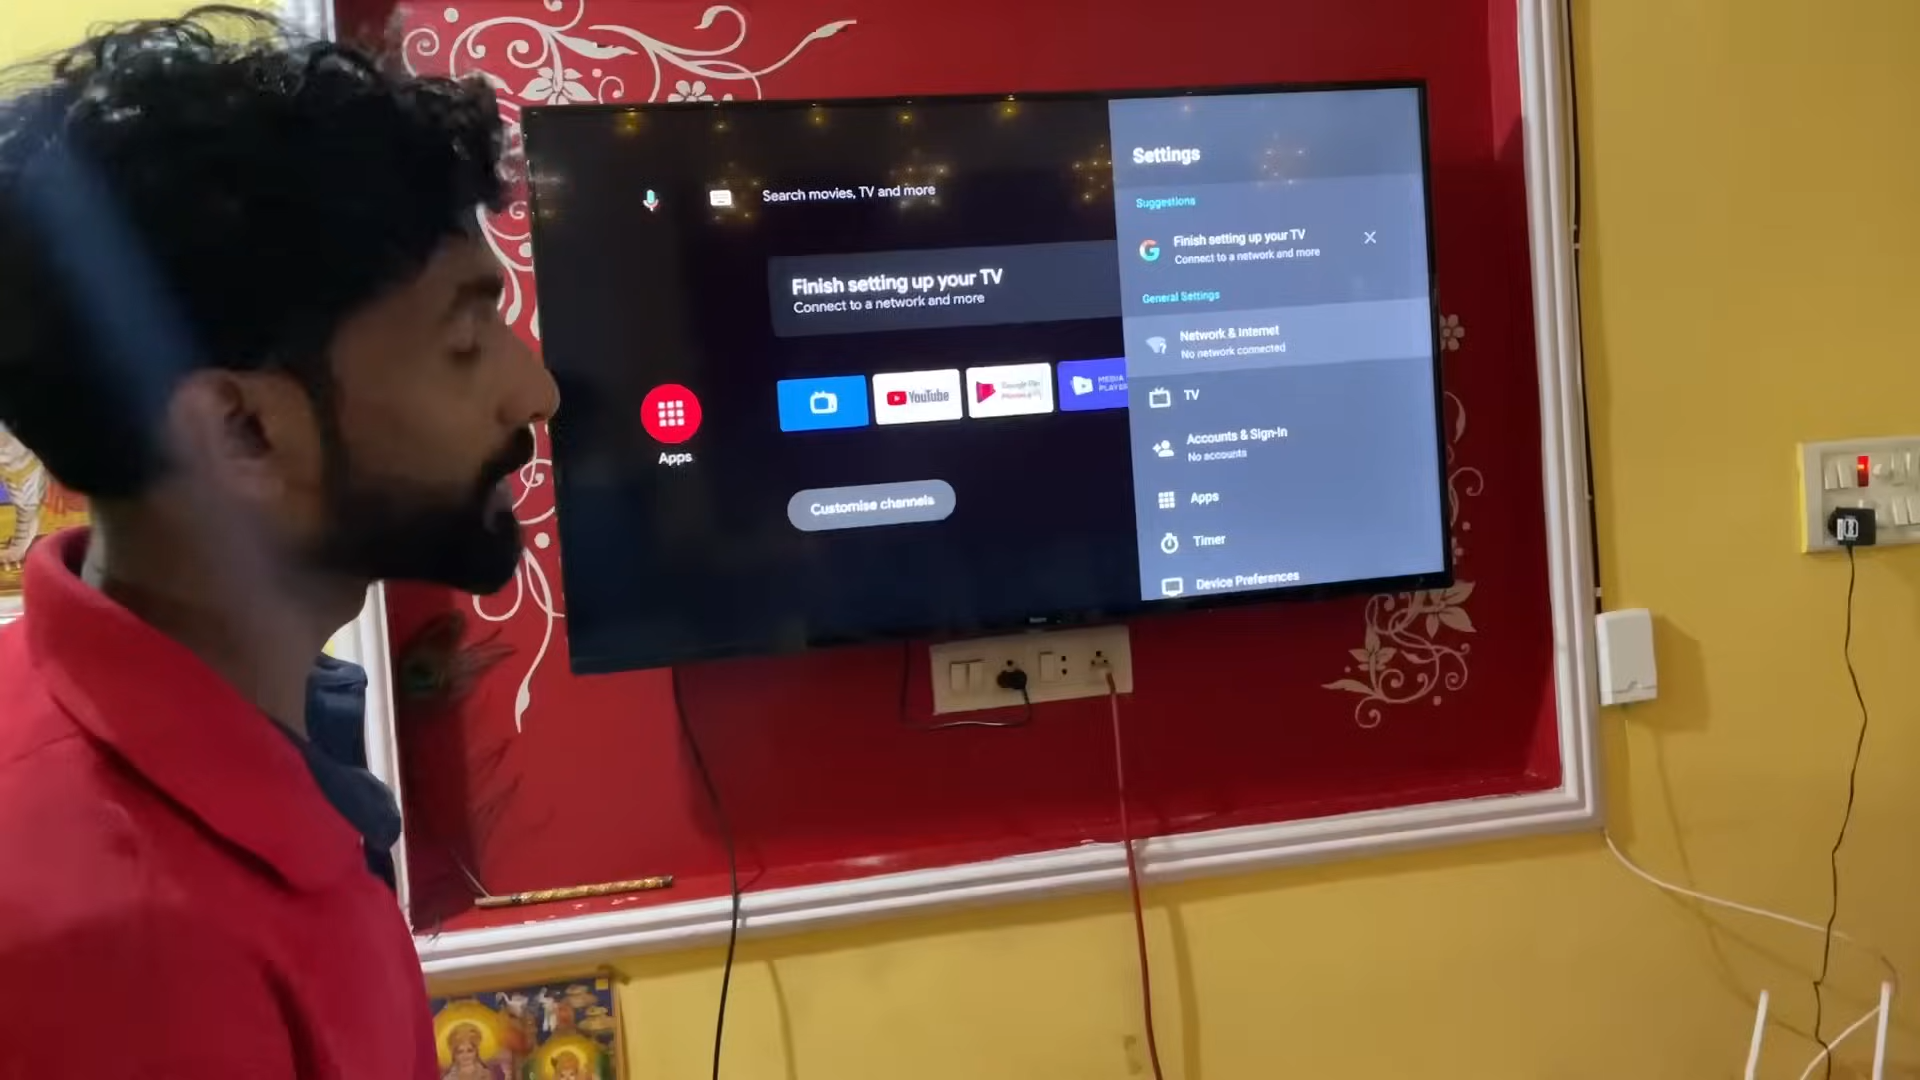 Search movies, TV and more
Finish setting up your TV
Connect to a network and more
YouTube
MEDIA
PLAYER
Apps
Customise channels
Settings
Suggestions
Finish setting up your TV
Connect to a network and more
General Settings
Network & Internet
No network connected
TV
Accounts & Sign-In
No accounts
Apps
Timer
Device Preferences